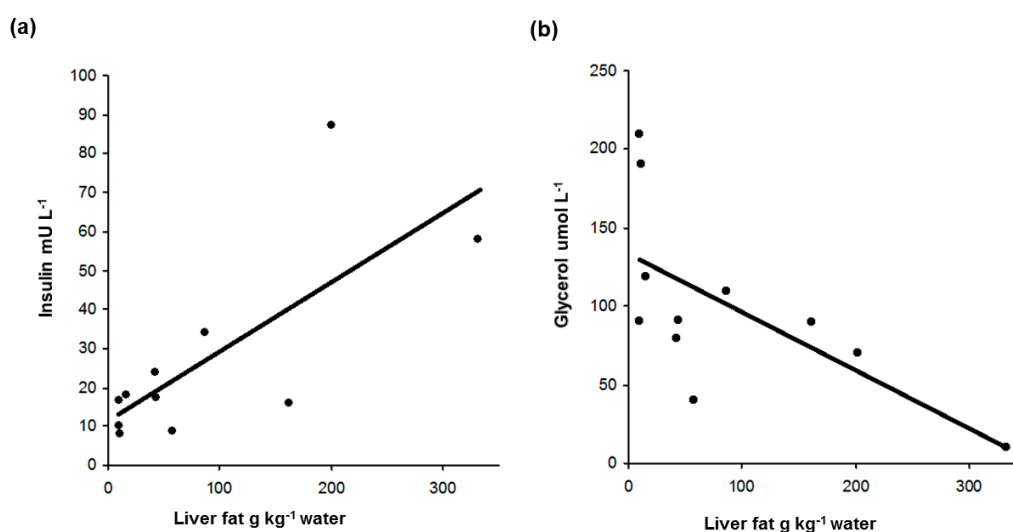 (a)
Insulin mU L⁻¹
100
90
80
70
60
50
40
30
20
10
0
0 100 200 300
Liver fat g kg⁻¹ water
(b)
Glycerol umol L⁻¹
250
200
150
100
50
0
0 100 200 300
Liver fat g kg⁻¹ water